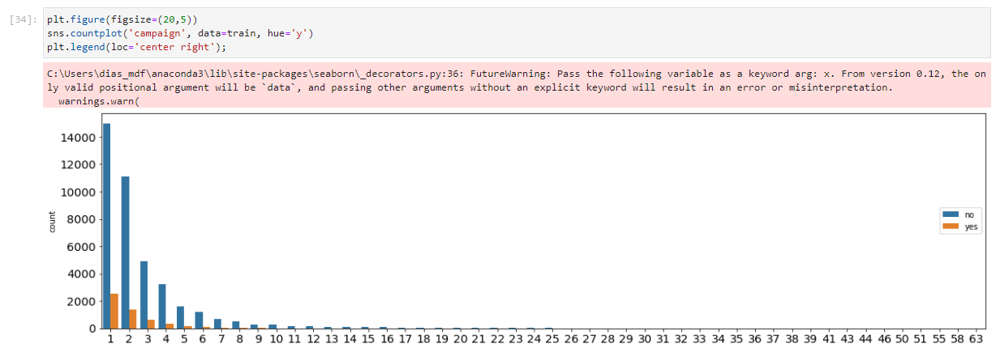 [34]: plt.figure(figsize=(20,5))
sns.countplot('campaign', data=train, hue='y')
plt.legend(loc='center right');
C:\Users\dias_mdf\anaconda3\lib\site-packages\seaborn\_decorators.py:36: FutureWarning: Pass the following variable as a keyword arg: x. From version 0.12, the on
ly valid positional argument will be `data`, and passing other arguments without an explicit keyword will result in an error or misinterpretation.
warnings.warn(
14000
12000
10000
8000
6000
4000
2000
0
count
no
yes
1 2 3 4 5 6 7 8 9 10 11 12 13 14 15 16 17 18 19 20 21 22 23 24 25 26 27 28 29 30 31 32 33 34 35 36 37 38 39 41 43 44 46 50 51 55 58 63